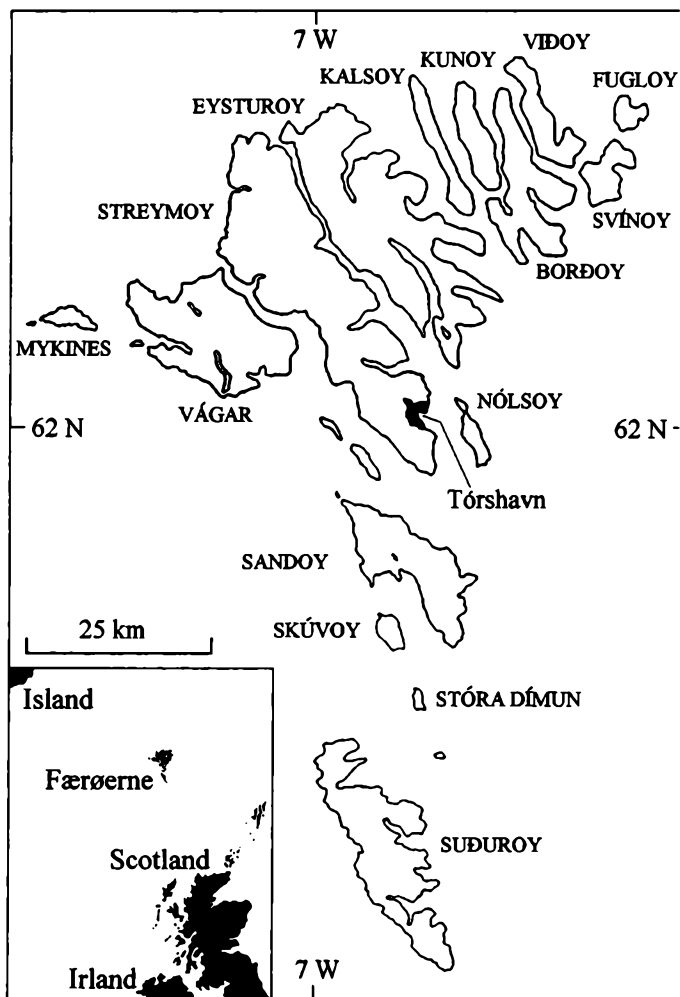 7 W
VIÐOY
KUNOY
KALSOY
FUGLOY
EYSTUROY
STREYMOY
SVÍNOY
BORÐOY
MYKINES
VÁGAR
NÓLSOY
62 N
62 N
Tórshavn
SANDOY
SKÚVOY
25 km
Island
STÓRA DÍMUN
Færøerne
SUÐUROY
Scotland
Irland
7 W